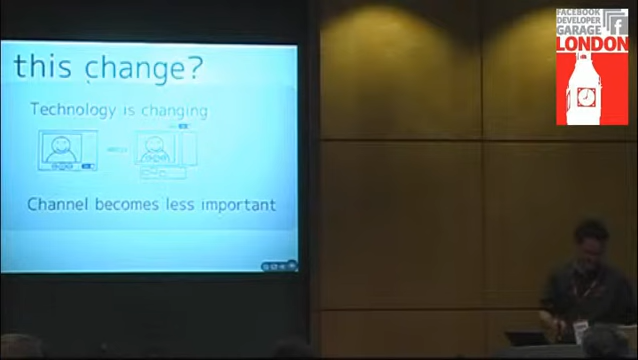 this change?
Technology is changing
Channel becomes less important
FACEBOOK
DEVELOPER
GARAGE
LONDON